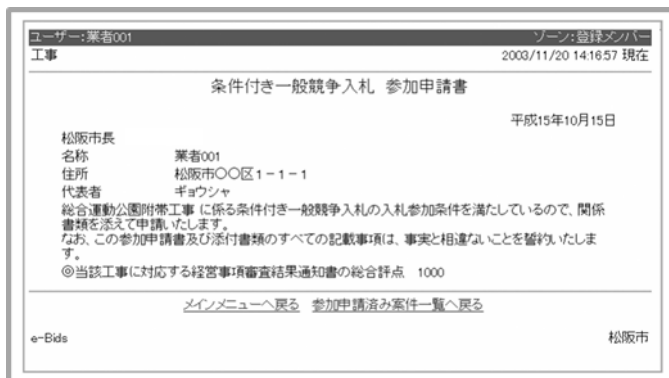 ユーザー:業者001 ゾーン:登録メンバー
工事 2003/11/20 14:16:57 現在
条件付き一般競争入札 参加申請書
平成15年10月15日
松阪市長
名称 業者001
住所 松阪市〇〇区1-1-1
代表者 ギョウシャ
総合運動公園附帯工事 に係る条件付き一般競争入札の入札参加条件を満たしているので、関係
書類を添えて申請いたします。
なお、この参加申請書及び添付書類のすべての記載事項は、事実と相違ないことを誓約いたしま
す。
◎当該工事に対応する経営事項審査結果通知書の総合評点 1000
メインメニューへ戻る 参加申請済み案件一覧へ戻る
e-Bids 松阪市